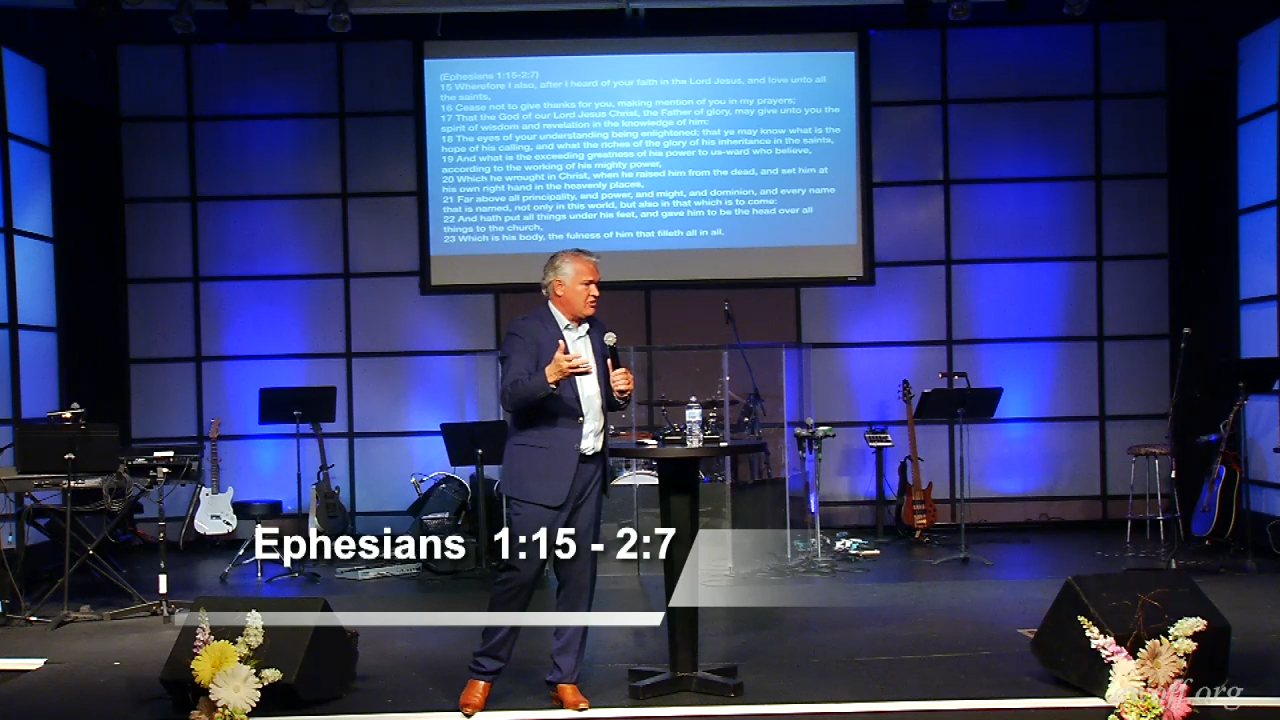 (Ephesians 1:15-2:7)
15 Wherefore I also, after I heard of your faith in the Lord Jesus, and love unto all
the saints,
16 Cease not to give thanks for you, making mention of you in my prayers;
17 That the God of our Lord Jesus Christ, the Father of glory, may give unto you the
spirit of wisdom and revelation in the knowledge of him:
18 The eyes of your understanding being enlightened; that ye may know what is the
hope of his calling, and what the riches of the glory of his inheritance in the saints,
19 And what is the exceeding greatness of his power to us-ward who believe,
according to the working of his mighty power,
20 Which he wrought in Christ, when he raised him from the dead, and set him at
his own right hand in the heavenly places,
21 Far above all principality, and power, and might, and dominion, and every name
that is named, not only in this world, but also in that which is to come:
22 And hath put all things under his feet, and gave him to be the head over all
things to the church,
23 Which is his body, the fulness of him that filleth all in all.
Ephesians 1:15 - 2:7